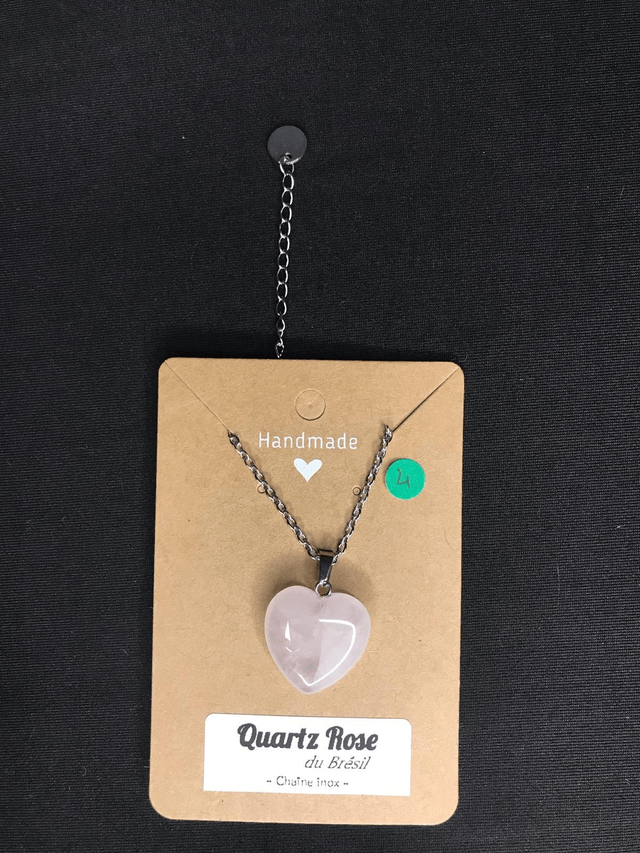 Handmade
4
Quartz Rose
du Brésil
- Chaîne inox -